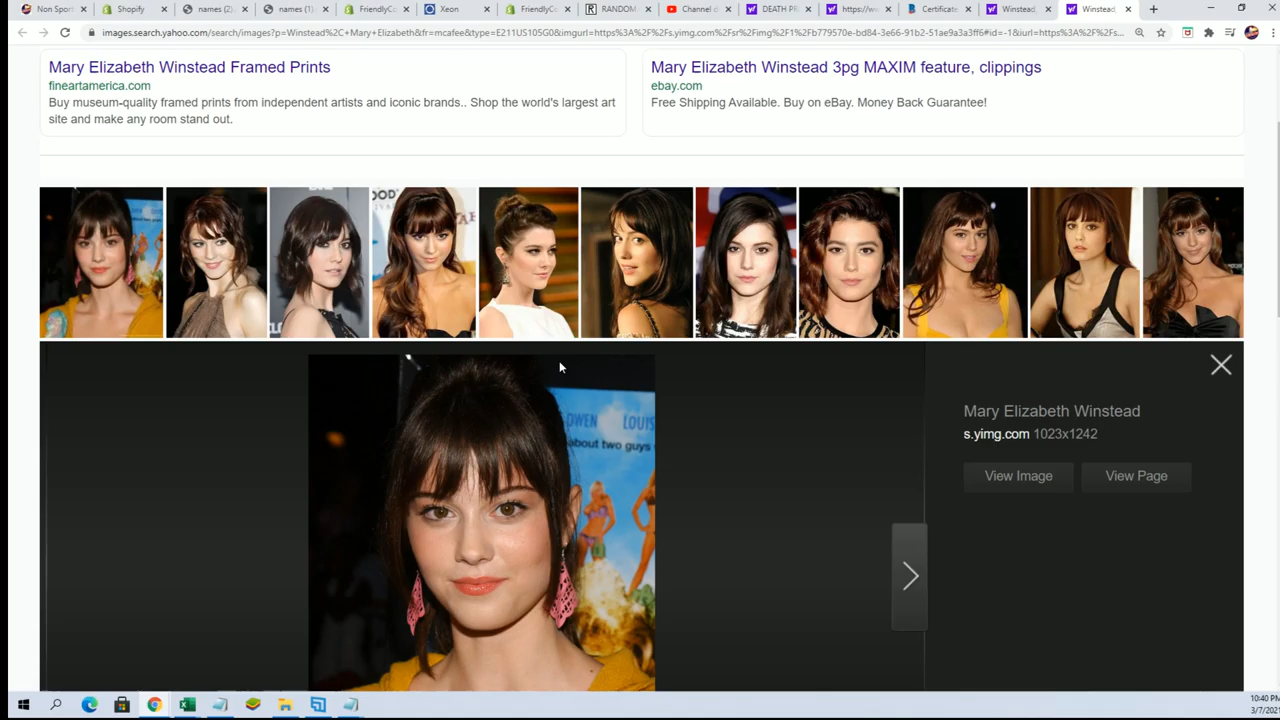 Non Sport
Shopify
names (2).
names (1).
FriendlyCo
Xeon
FriendlyCo
RANDOM
Channel d
DEATH PR
https://ww
Certificate
Winstead,
Winstead,
images.search.yahoo.com/search/images?p=Winstead%2C+Mary+Elizabeth&fr=mcafee&type=E211US105G0&imgurl=https%3A%2F%2Fs.yimg.com%2Fsr%2Fimg%2F1%2Fb779570e-bd84-3e66-91b2-51ae9a3a3ff6#id=-1&iurl=https%3A%2F%2Fs...
Mary Elizabeth Winstead Framed Prints
fineartamerica.com
Buy museum-quality framed prints from independent artists and iconic brands.. Shop the world's largest art
site and make any room stand out.
Mary Elizabeth Winstead 3pg MAXIM feature, clippings
ebay.com
Free Shipping Available. Buy on eBay. Money Back Guarantee!
OOD
OWEN LOUIS
about two guys
Mary Elizabeth Winstead
s.yimg.com 1023x1242
View Image
View Page
10:40 PM
3/7/2021